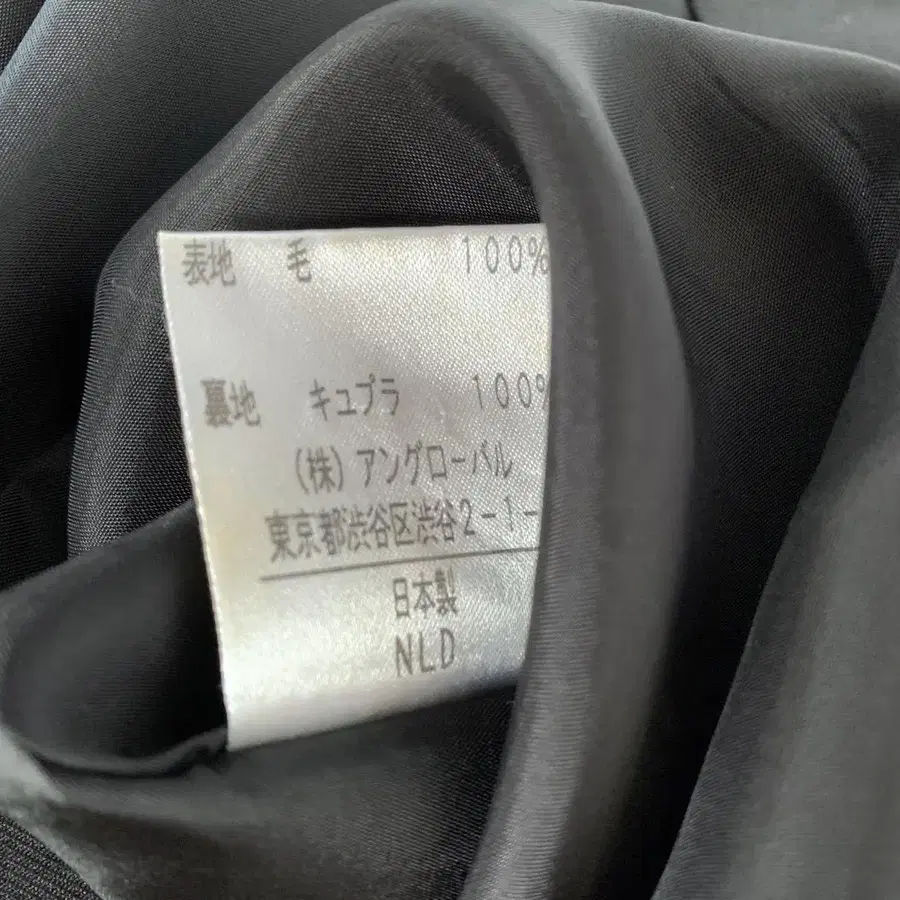 表地 毛 100%
裏地 キュプラ 100%
(株)アングローバル
東京都渋谷区渋谷2-1-
日本製
NLD